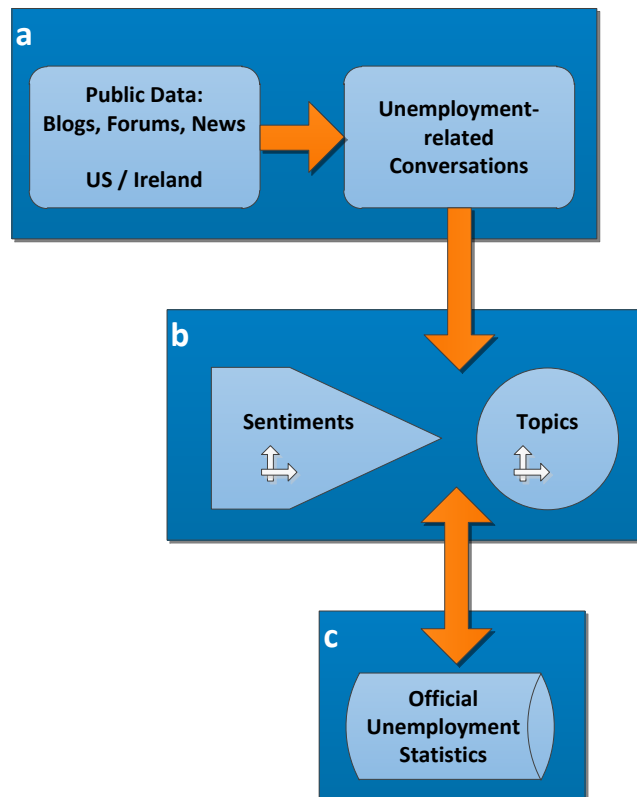 a
Public Data:
Blogs, Forums, News
US / Ireland
Unemployment-
related
Conversations
b
Sentiments
Topics
c
Official
Unemployment
Statistics